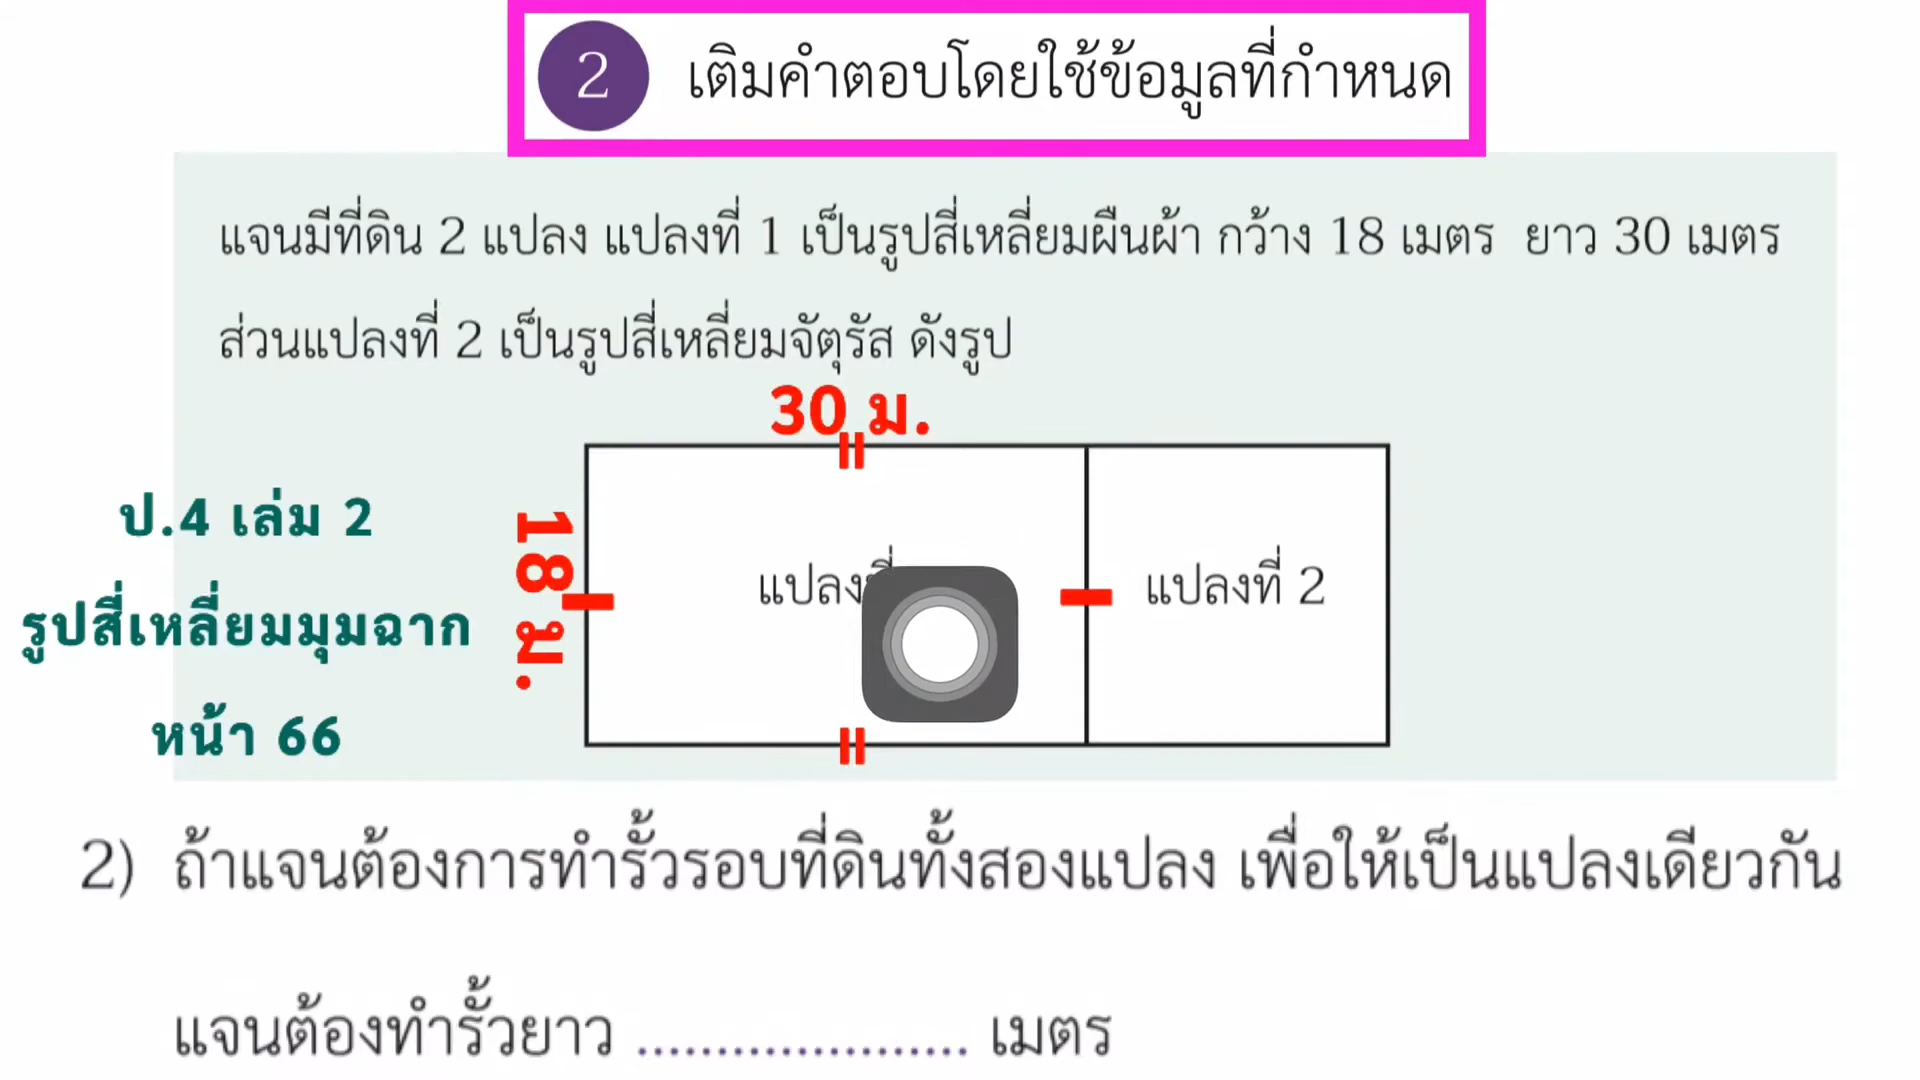 2 เติมคำตอบโดยใช้ข้อมูลที่กำหนด
แจนมีที่ดิน 2 แปลง แปลงที่ 1 เป็นรูปสี่เหลี่ยมผืนผ้า กว้าง 18 เมตร ยาว 30 เมตร
ส่วนแปลงที่ 2 เป็นรูปสี่เหลี่ยมจัตุรัส ดังรูป
30 ม.
ป.4 เล่ม 2
รูปสี่เหลี่ยมมุมฉาก
หน้า 66
18 ม.
แปลงที่
แปลงที่ 2
2) ถ้าแจนต้องการทำรั้วรอบที่ดินทั้งสองแปลง เพื่อให้เป็นแปลงเดียวกัน
แจนต้องทำรั้วยาว ..................... เมตร